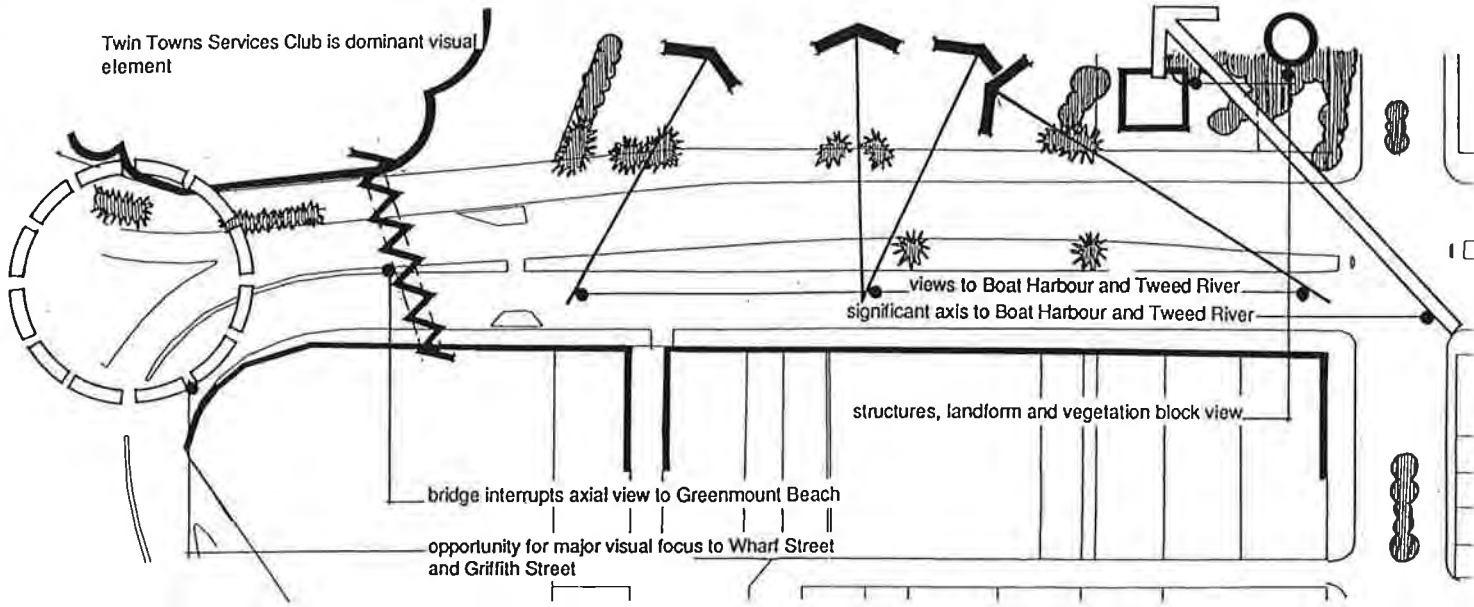 Twin Towns Services Club is dominant visual
element
views to Boat Harbour and Tweed River
significant axis to Boat Harbour and Tweed River
structures, landform and vegetation block view
bridge interrupts axial view to Greenmount Beach
opportunity for major visual focus to Wharf Street
and Griffith Street